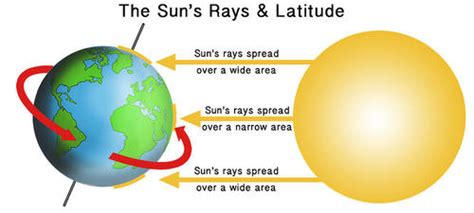 The Sun's Rays & Latitude
Sun's rays spread
over a wide area
Sun's rays spread
over a narrow area
Sun's rays spread
over a wide area